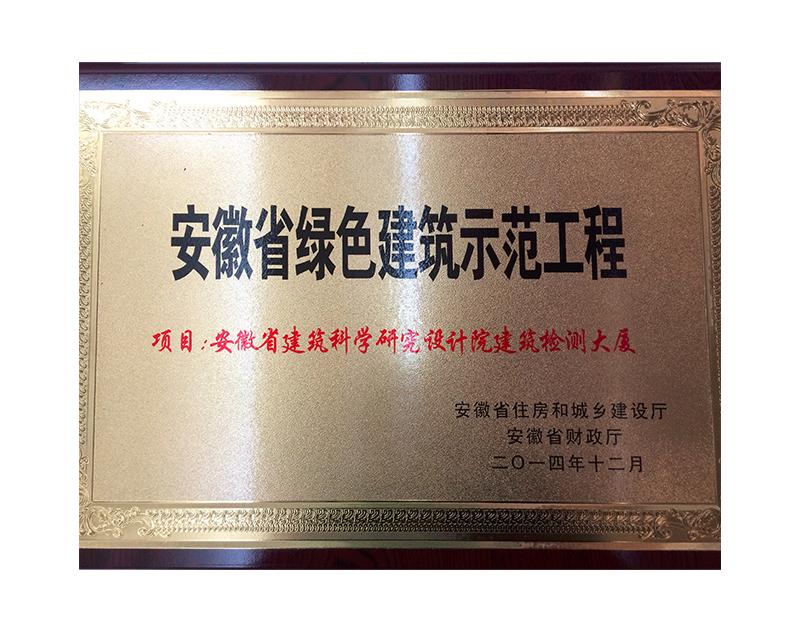 安徽省绿色建筑示范工程
项目:安徽省建筑科学研究设计院建筑检测大厦
安徽省住房和城乡建设厅
安徽省财政厅
二〇一四年十二月